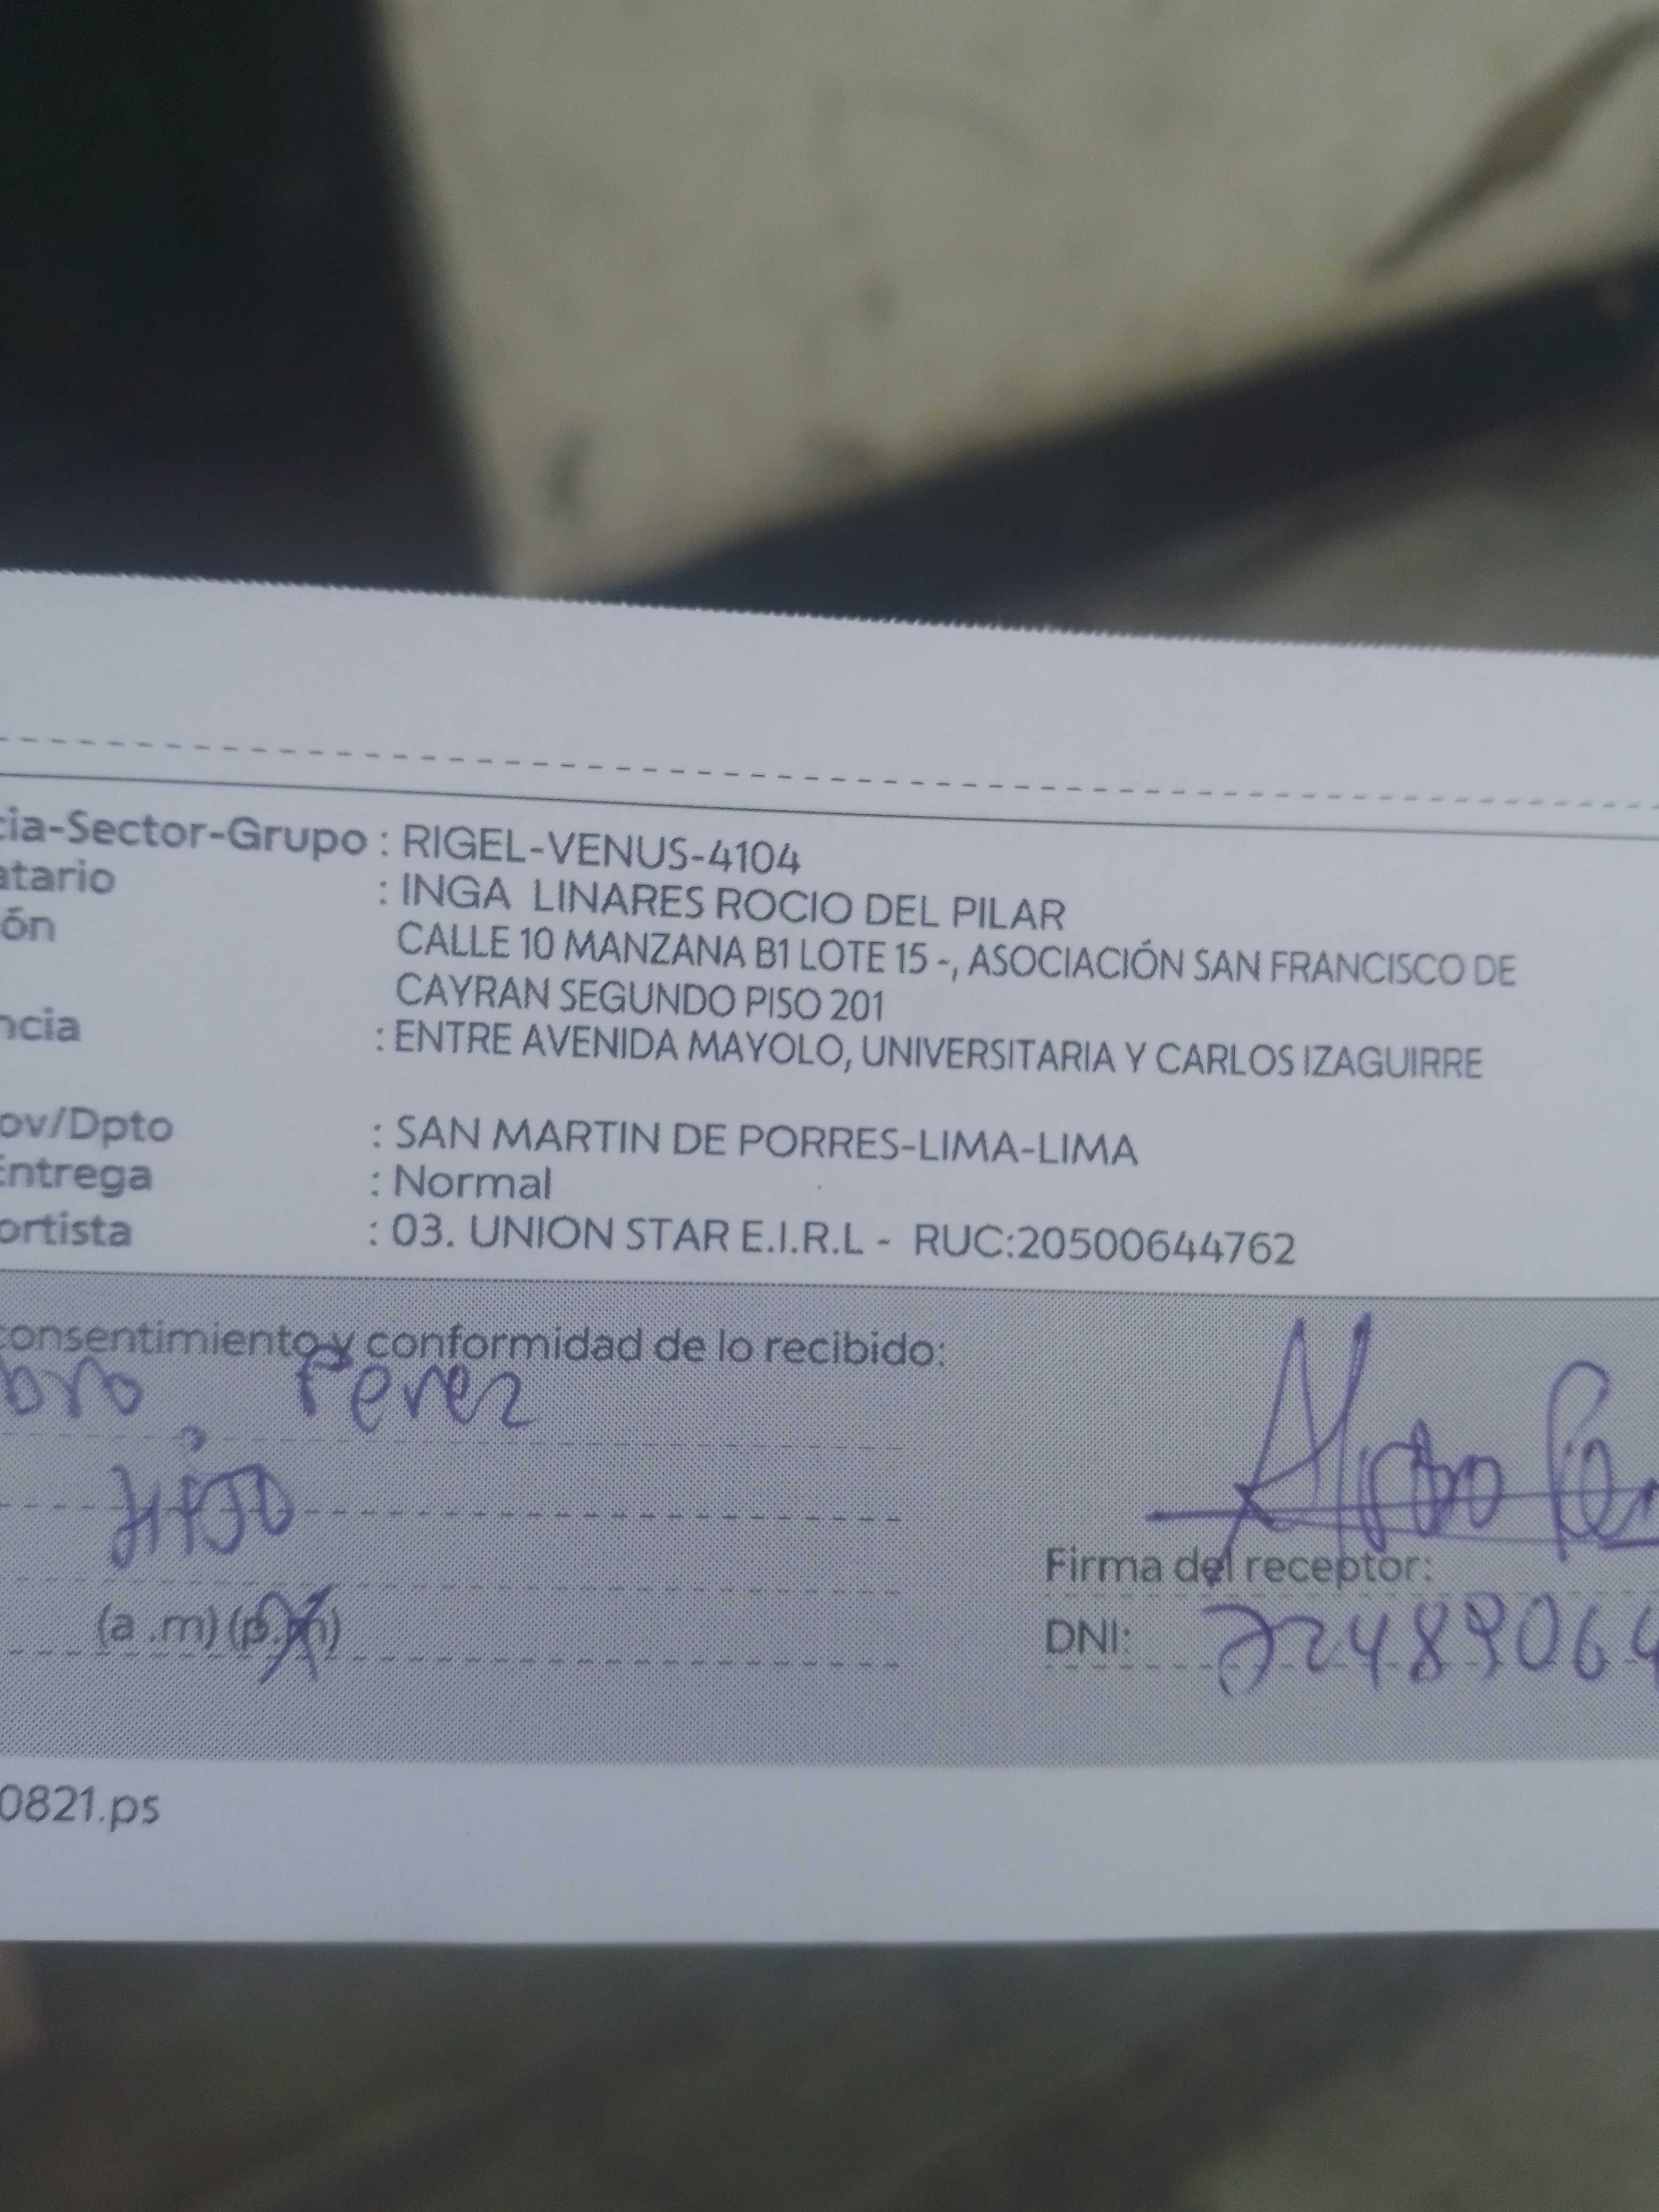 cia-Sector-Grupo : RIGEL-VENUS-4104
atario : INGA LINARES ROCIO DEL PILAR
ón CALLE 10 MANZANA B1 LOTE 15 -, ASOCIACIÓN SAN FRANCISCO DE
CAYRAN SEGUNDO PISO 201
ncia : ENTRE AVENIDA MAYOLO, UNIVERSITARIA Y CARLOS IZAGUIRRE
ov/Dpto : SAN MARTIN DE PORRES-LIMA-LIMA
Entrega : Normal
ortista : 03. UNION STAR E.I.R.L - RUC:20500644762
consentimiento y conformidad de lo recibido:
oro Perez
Hijo
Firma del receptor:
(a .m) (p.m)
DNI: 22489064
0821.ps